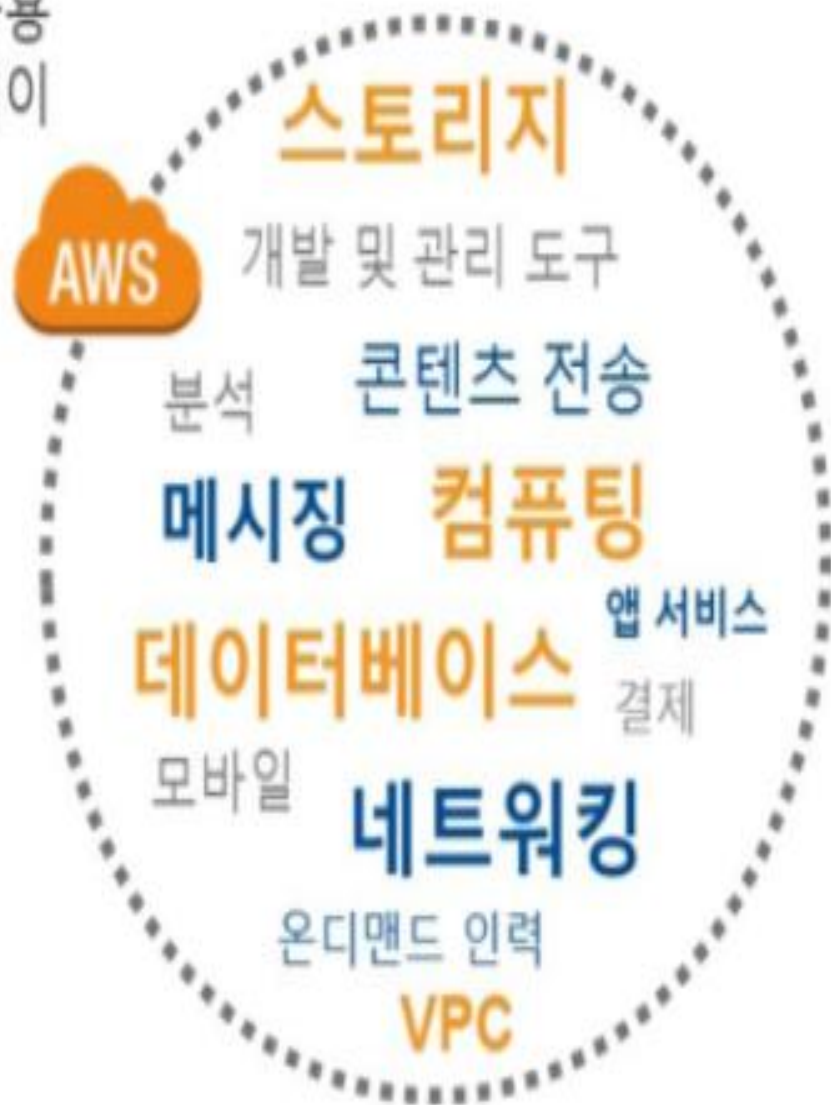 이
스토리지
AWS
개발 및 관리 도구
분석 콘텐츠 전송
메시징 컴퓨팅
앱 서비스
데이터베이스
결제
모바일
네트워킹
온디맨드 인력
VPC